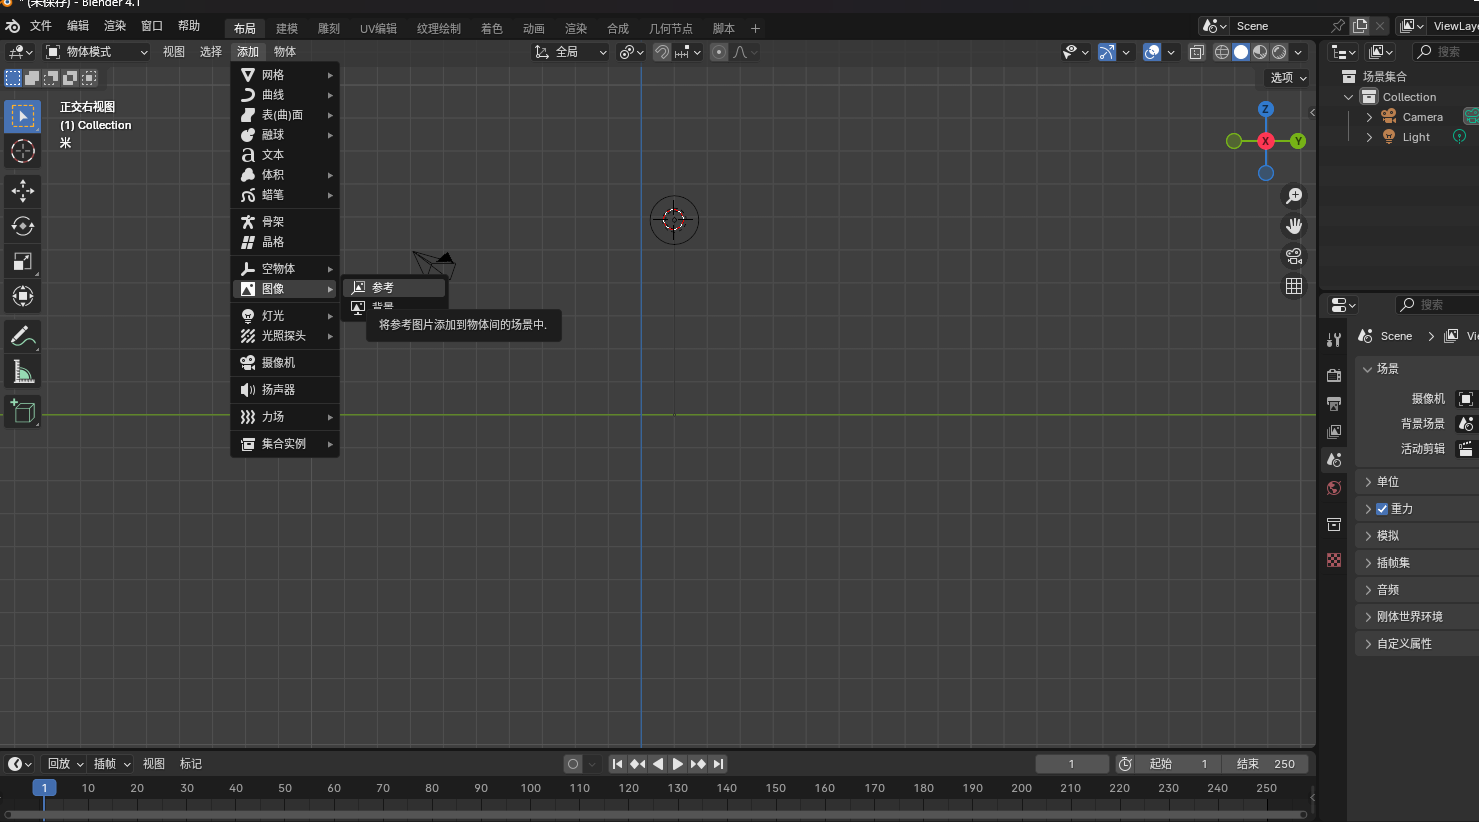 * (未保存) - Blender 4.1
文件 编辑 渲染 窗口 帮助 布局 建模 雕刻 UV编辑 纹理绘制 着色 动画 渲染 合成 几何节点 脚本 + Scene ViewLaye
物体模式 视图 选择 添加 物体 全局 搜索
选项
正交右视图
(1) Collection
米
网格
曲线
表(曲)面
融球
文本
体积
蜡笔
骨架
晶格
空物体
图像
灯光
光照探头
摄像机
扬声器
力场
集合实例
参考
背景
将参考图片添加到物体间的场景中.
Z
X
Y
场景集合
Collection
Camera
Light
搜索
Scene Vie
场景
摄像机
背景场景
活动剪辑
单位
重力
模拟
插帧集
音频
刚体世界环境
自定义属性
回放 插帧 视图 标记 1 起始 1 结束 250
1 10 20 30 40 50 60 70 80 90 100 110 120 130 140 150 160 170 180 190 200 210 220 230 240 250